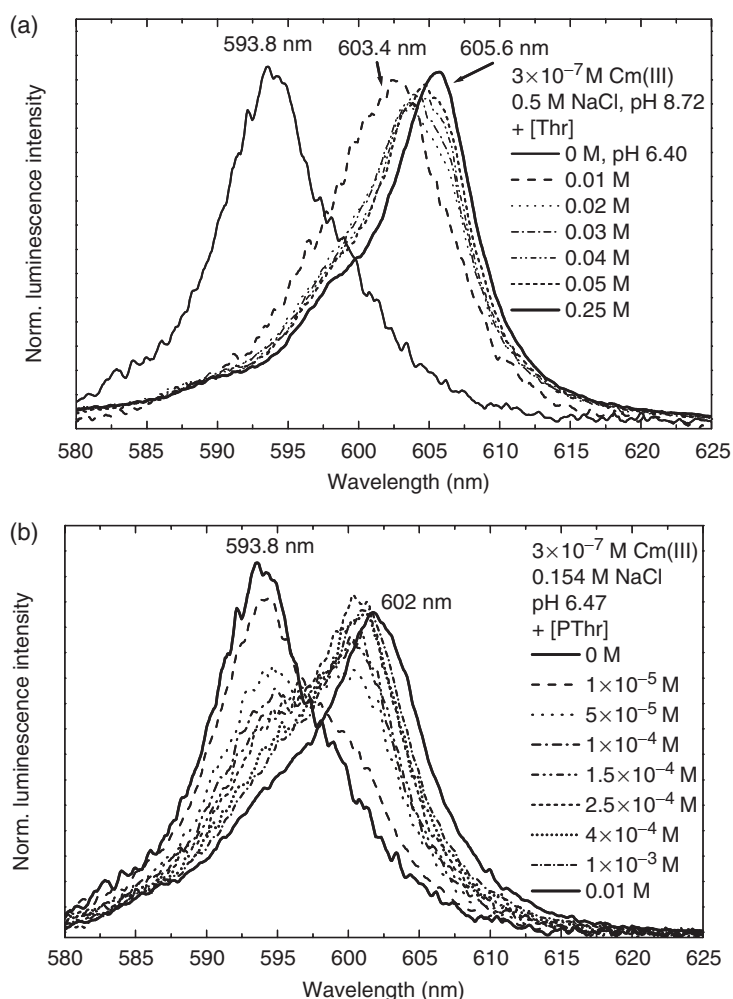 (a)
593.8 nm
603.4 nm
605.6 nm
3×10⁻⁷ M Cm(III)
0.5 M NaCl, pH 8.72
+ [Thr]
0 M, pH 6.40
0.01 M
0.02 M
0.03 M
0.04 M
0.05 M
0.25 M
Norm. luminescence intensity
580 585 590 595 600 605 610 615 620 625
Wavelength (nm)
(b)
593.8 nm
602 nm
3×10⁻⁷ M Cm(III)
0.154 M NaCl
pH 6.47
+ [PThr]
0 M
1×10⁻⁵ M
5×10⁻⁵ M
1×10⁻⁴ M
1.5×10⁻⁴ M
2.5×10⁻⁴ M
4×10⁻⁴ M
1×10⁻³ M
0.01 M
Norm. luminescence intensity
580 585 590 595 600 605 610 615 620 625
Wavelength (nm)